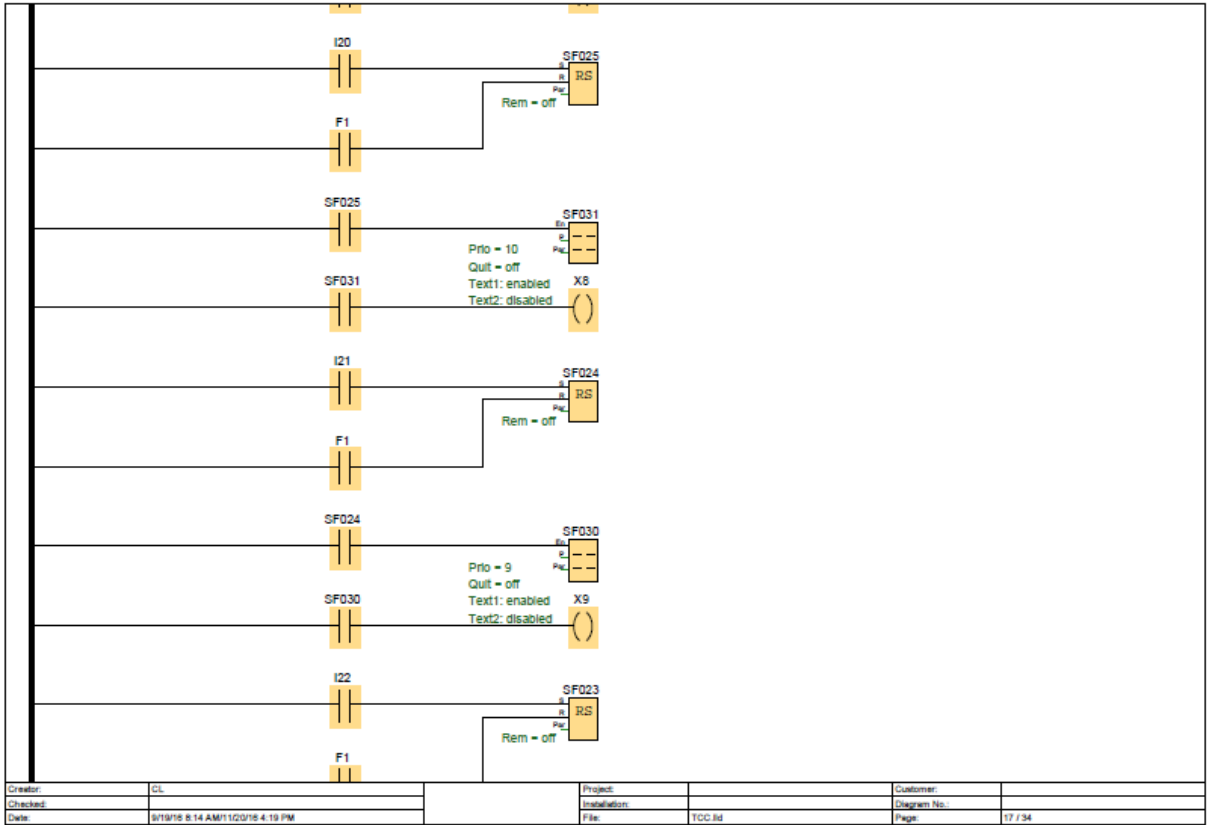 I20
SF025
S
R RS
Par
Rem = off
F1
SF025
SF031
En
P
Par
Prio = 10
Quit = off
Text1: enabled
Text2: disabled
SF031
X8
I21
SF024
S
R RS
Par
Rem = off
F1
SF024
SF030
En
P
Par
Prio = 9
Quit = off
Text1: enabled
Text2: disabled
SF030
X9
I22
SF023
S
R RS
Par
Rem = off
F1
Creator: CL Project: Customer:
Checked: Installation: Diagram No.:
Date: 9/19/16 8:14 AM/11/20/16 4:19 PM File: TCC.lld Page: 17 / 34